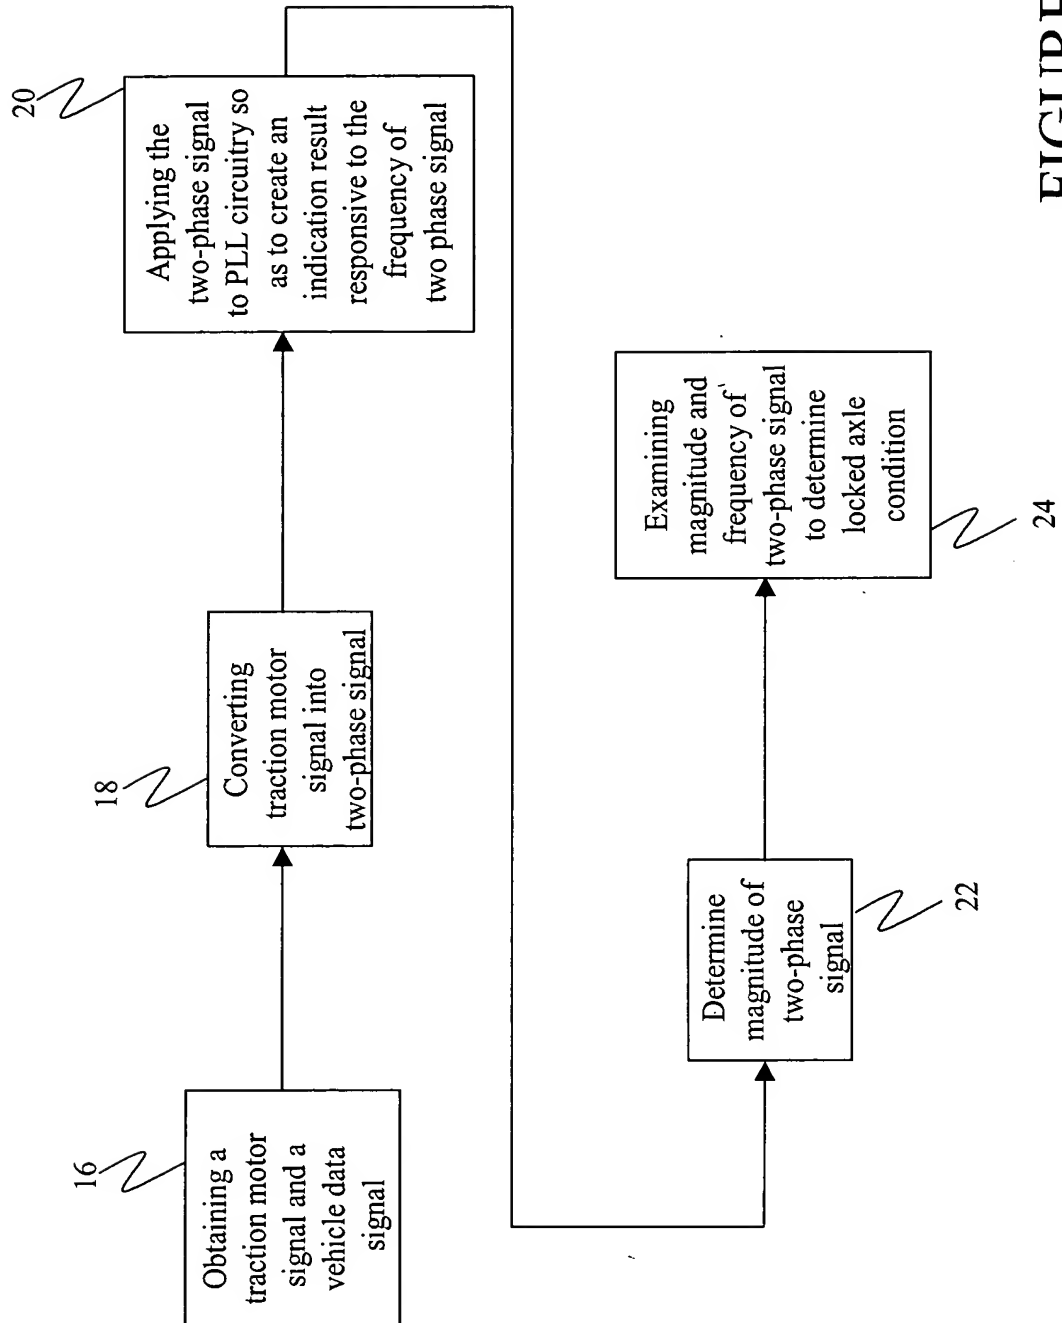 16
Obtaining a
traction motor
signal and a
vehicle data
signal
18
Converting
traction motor
signal into
two-phase signal
20
Applying the
two-phase signal
to PLL circuitry so
as to create an
indication result
responsive to the
frequency of
two phase signal
22
Determine
magnitude of
two-phase
signal
24
Examining
magnitude and
frequency of
two-phase signal
to determine
locked axle
condition
FIGURE